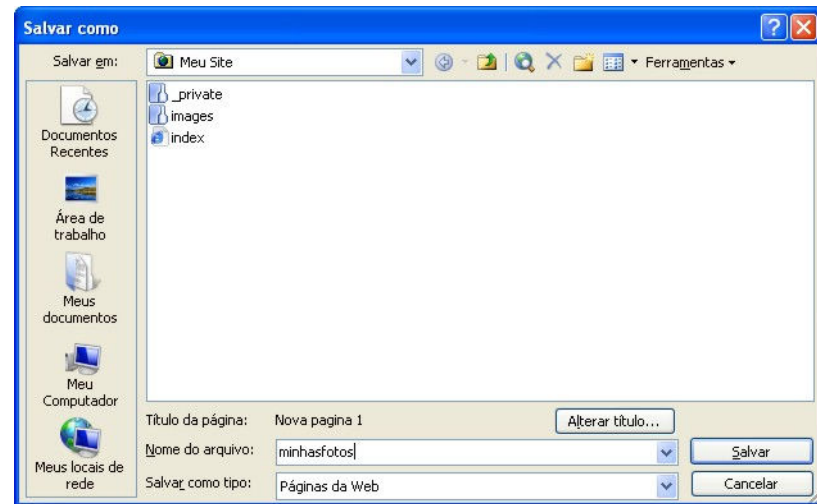 Salvar como
Salvar em:
Meu Site
Ferramentas
_private
images
index
Documentos
Recentes
Área de
trabalho
Meus
documentos
Meu
Computador
Meus locais de
rede
Título da página:
Nova pagina 1
Alterar título...
Nome do arquivo:
minhasfotos
Salvar
Salvar como tipo:
Páginas da Web
Cancelar